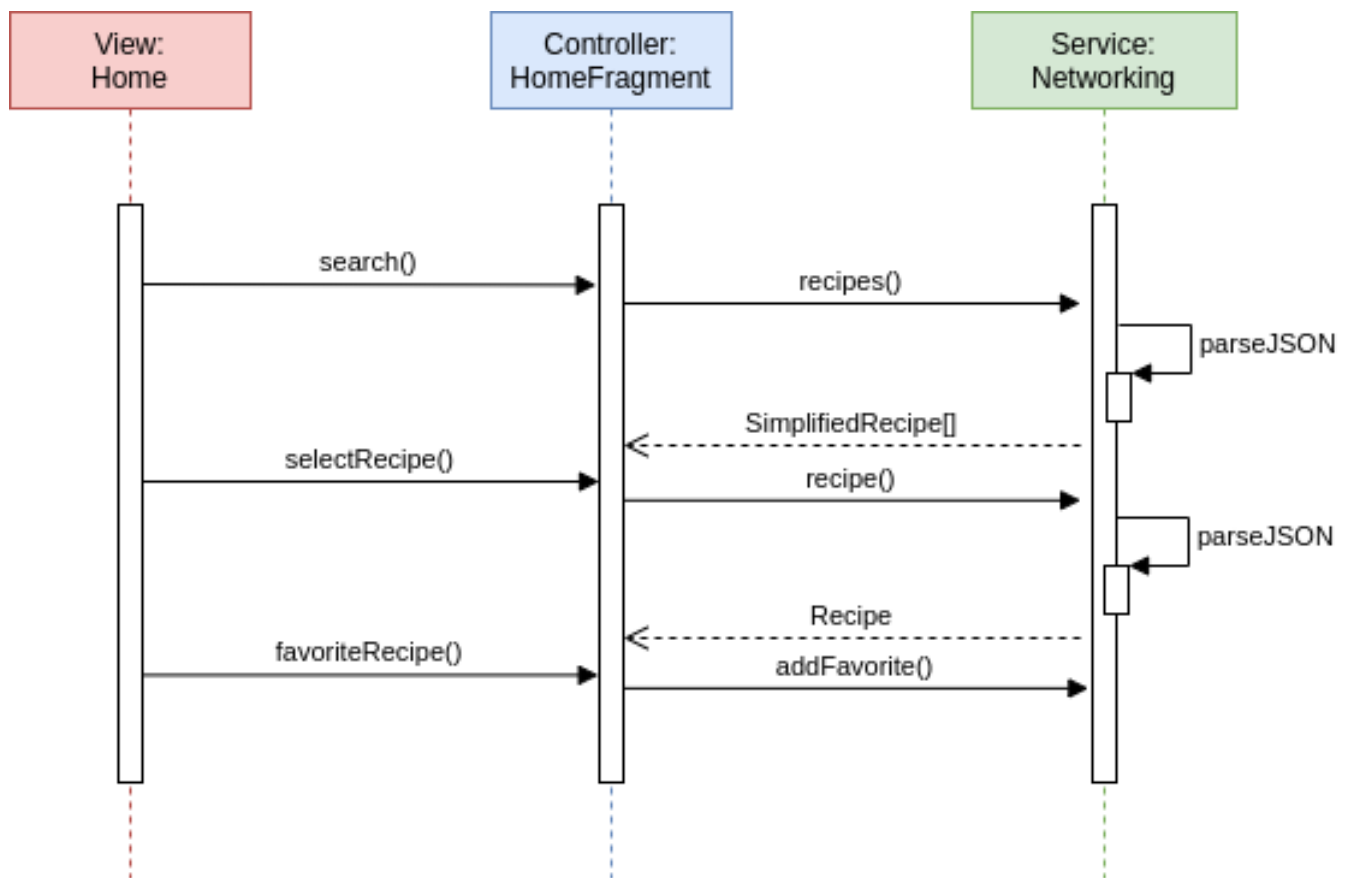 View:
Home
Controller:
HomeFragment
Service:
Networking
search()
recipes()
parseJSON
SimplifiedRecipe[]
selectRecipe()
recipe()
parseJSON
Recipe
favoriteRecipe()
addFavorite()